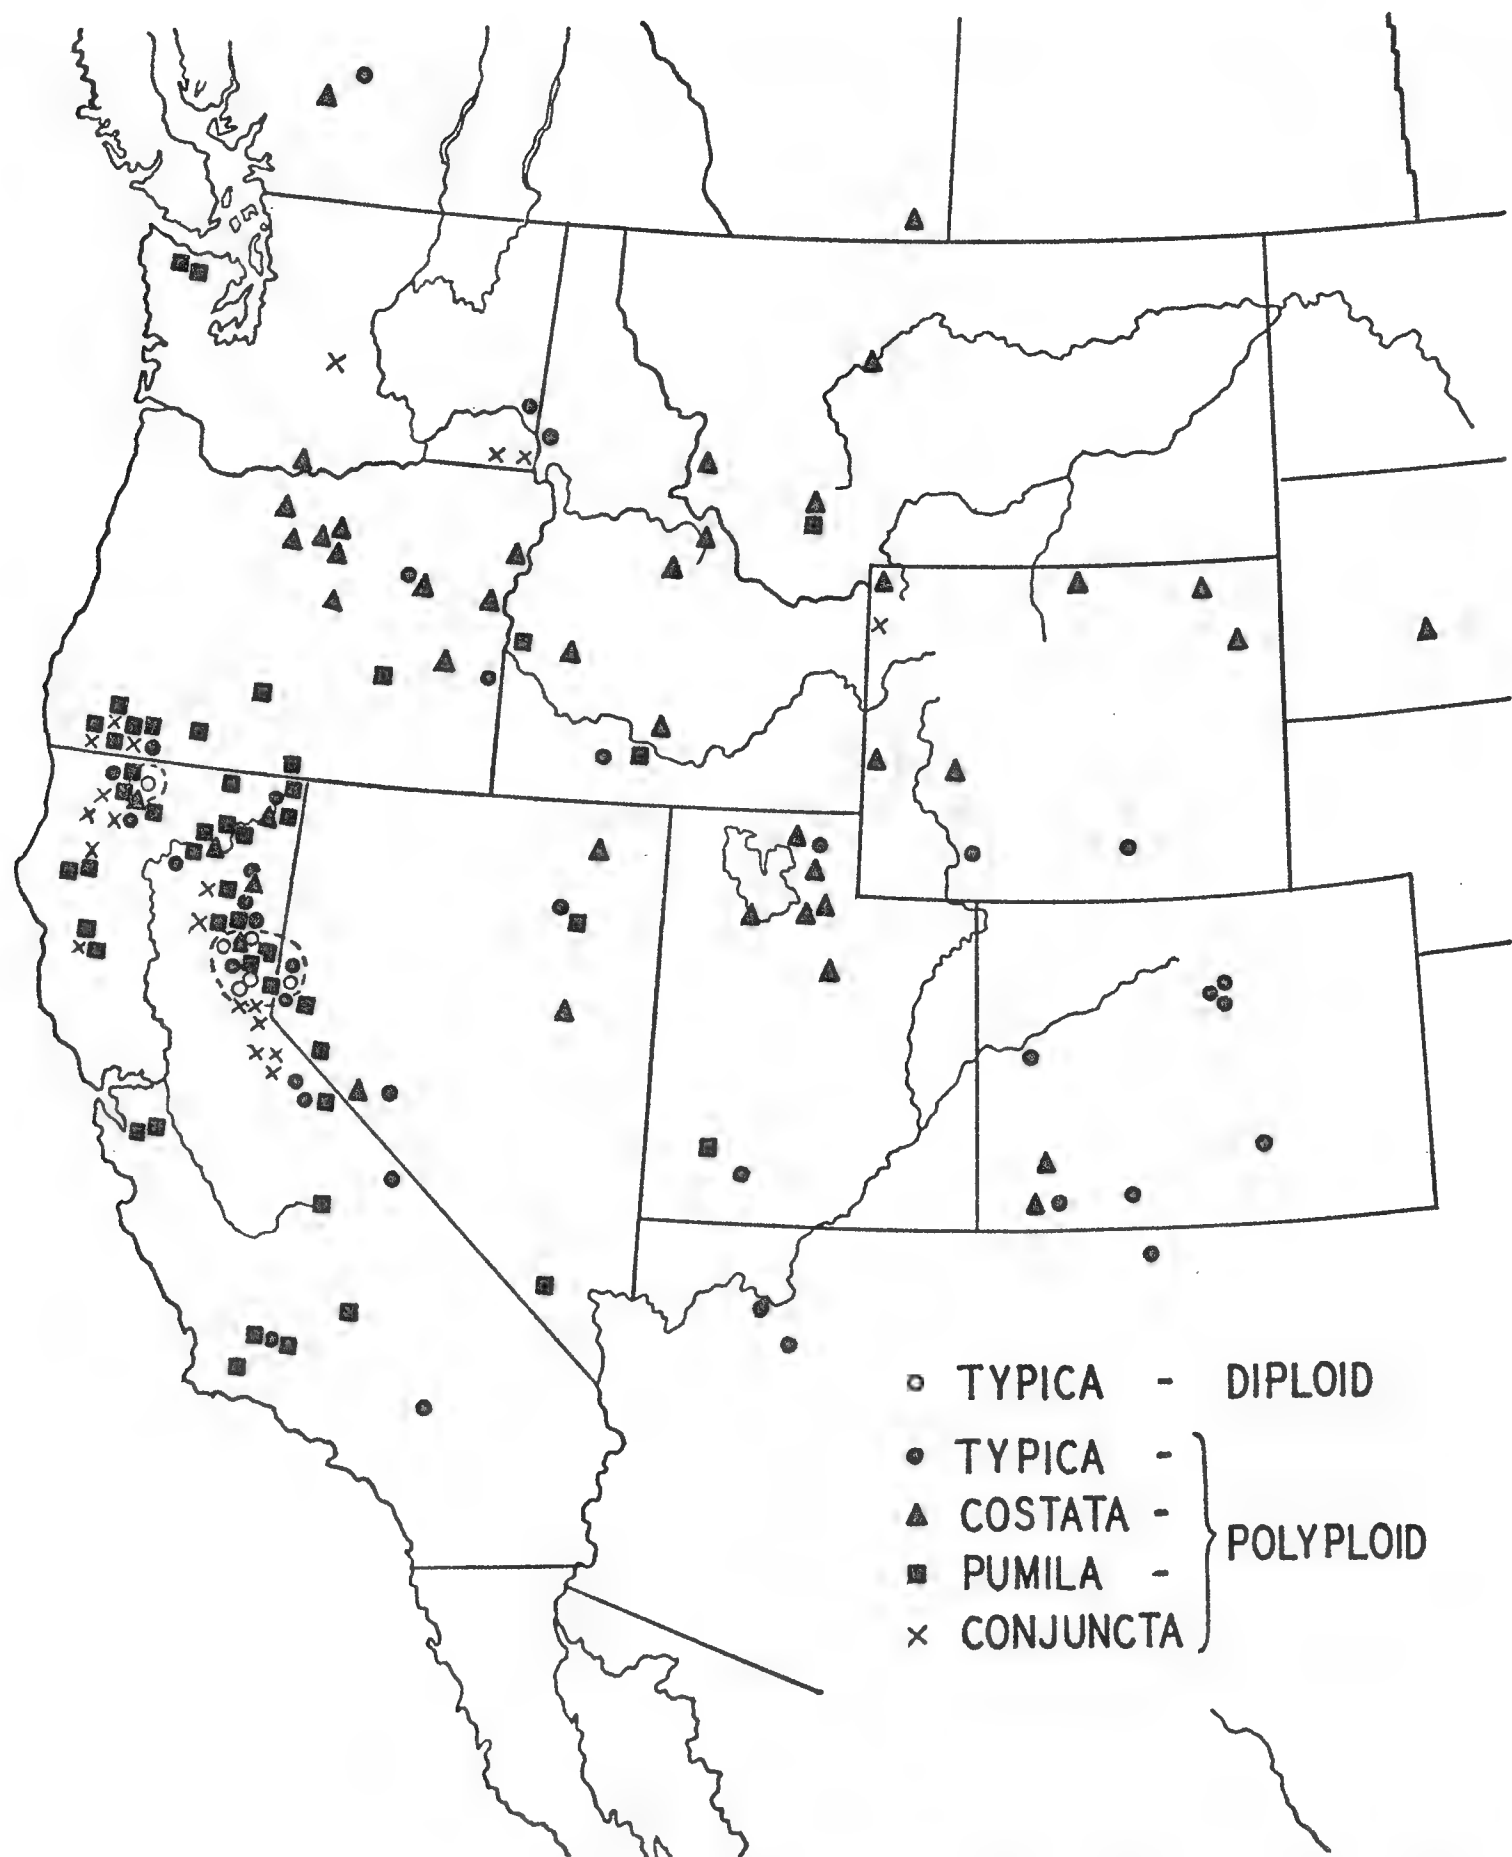 TYPICA - DIPLOID
TYPICA -
COSTATA -
POLYPLOID
PUMILA -
CONJUNCTA